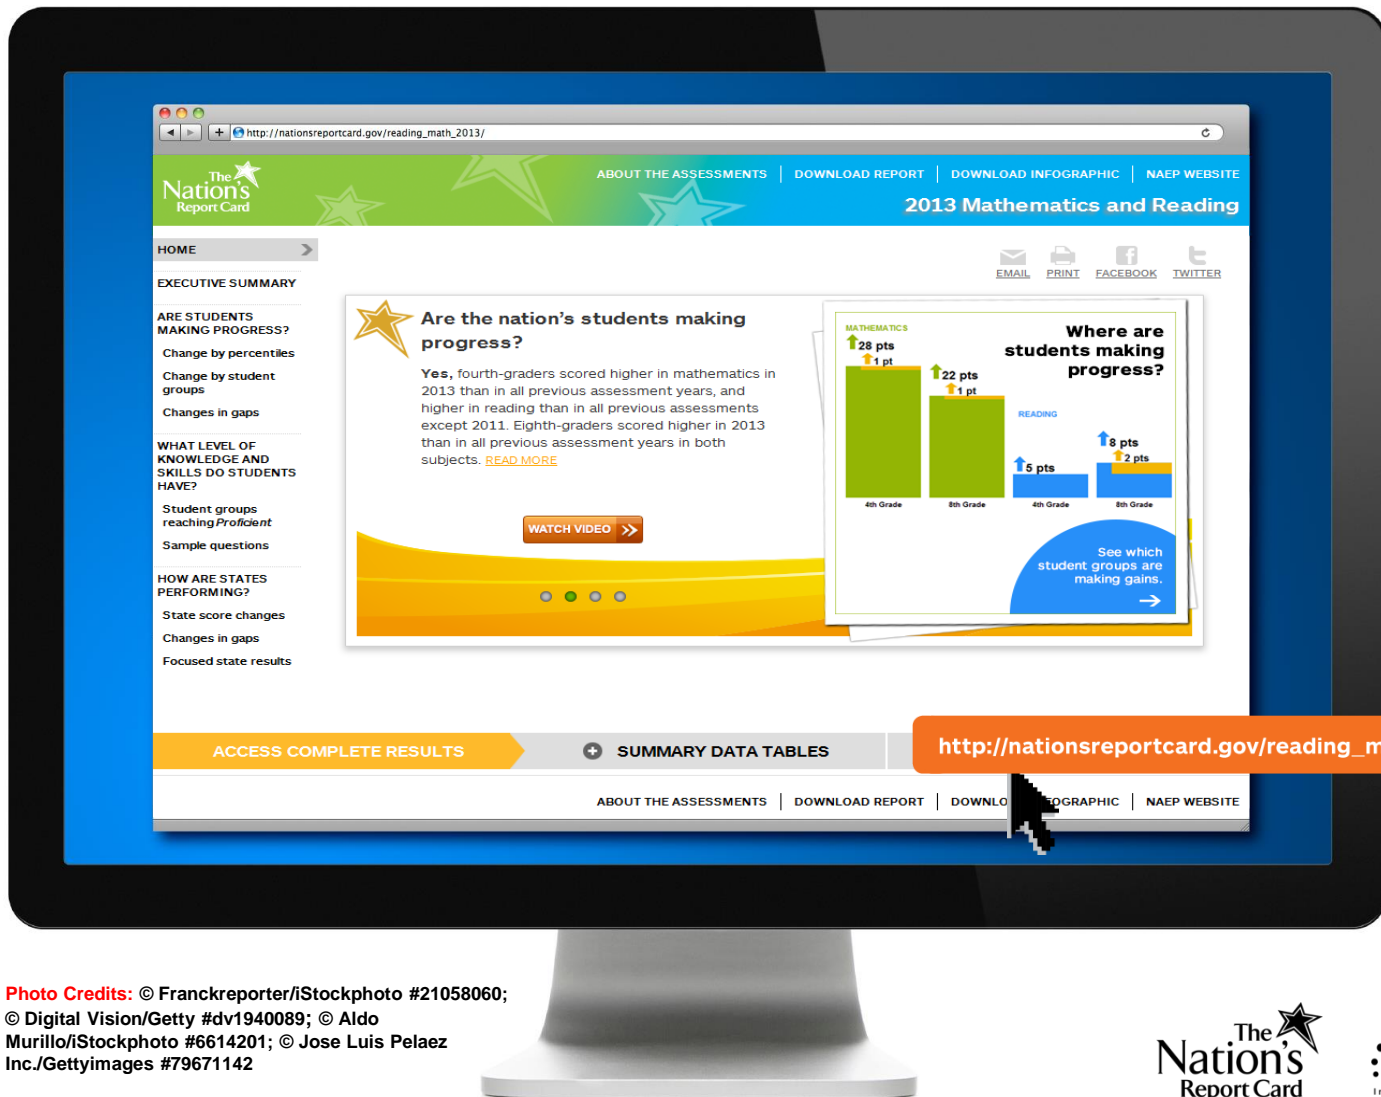 http://nationsreportcard.gov/reading_math_2013/
The
Nation's
Report Card
ABOUT THE ASSESSMENTS
DOWNLOAD REPORT
DOWNLOAD INFOGRAPHIC
NAEP WEBSITE
2013 Mathematics and Reading
HOME
EXECUTIVE SUMMARY
ARE STUDENTS
MAKING PROGRESS?
Change by percentiles
Change by student
groups
Changes in gaps
WHAT LEVEL OF
KNOWLEDGE AND
SKILLS DO STUDENTS
HAVE?
Student groups
reaching Proficient
Sample questions
HOW ARE STATES
PERFORMING?
State score changes
Changes in gaps
Focused state results
EMAIL
PRINT
FACEBOOK
TWITTER
Are the nation's students making
progress?
Yes, fourth-graders scored higher in mathematics in
2013 than in all previous assessment years, and
higher in reading than in all previous assessments
except 2011. Eighth-graders scored higher in 2013
than in all previous assessment years in both
subjects. READ MORE
WATCH VIDEO
Where are
students making
progress?
MATHEMATICS
28 pts
1 pt
22 pts
1 pt
READING
5 pts
8 pts
2 pts
4th Grade
8th Grade
4th Grade
8th Grade
See which
student groups are
making gains.
ACCESS COMPLETE RESULTS
SUMMARY DATA TABLES
http://nationsreportcard.gov/reading_m
ABOUT THE ASSESSMENTS
DOWNLOAD REPORT
DOWNLO OGRAPHIC
NAEP WEBSITE
Photo Credits: © Franckreporter/iStockphoto #21058060;
© Digital Vision/Getty #dv1940089; © Aldo
Murillo/iStockphoto #6614201; © Jose Luis Pelaez
Inc./Gettyimages #79671142
The
Nation's
Report Card